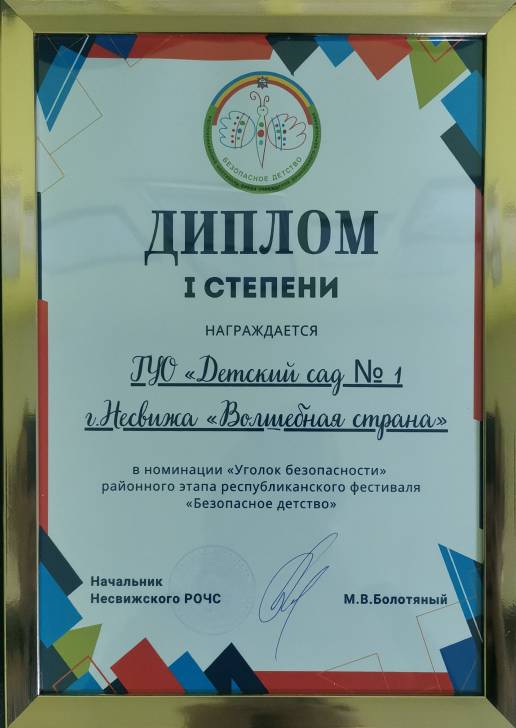 БЕЗОПАСНОЕ ДЕТСТВО
ДИПЛОМ
I СТЕПЕНИ
НАГРАЖДАЕТСЯ
ГУО «Детский сад № 1
г.Несвижа «Волшебная страна»
в номинации «Уголок безопасности»
районного этапа республиканского фестиваля
«Безопасное детство»
Начальник
Несвижского РОЧС
М.В.Болотяный